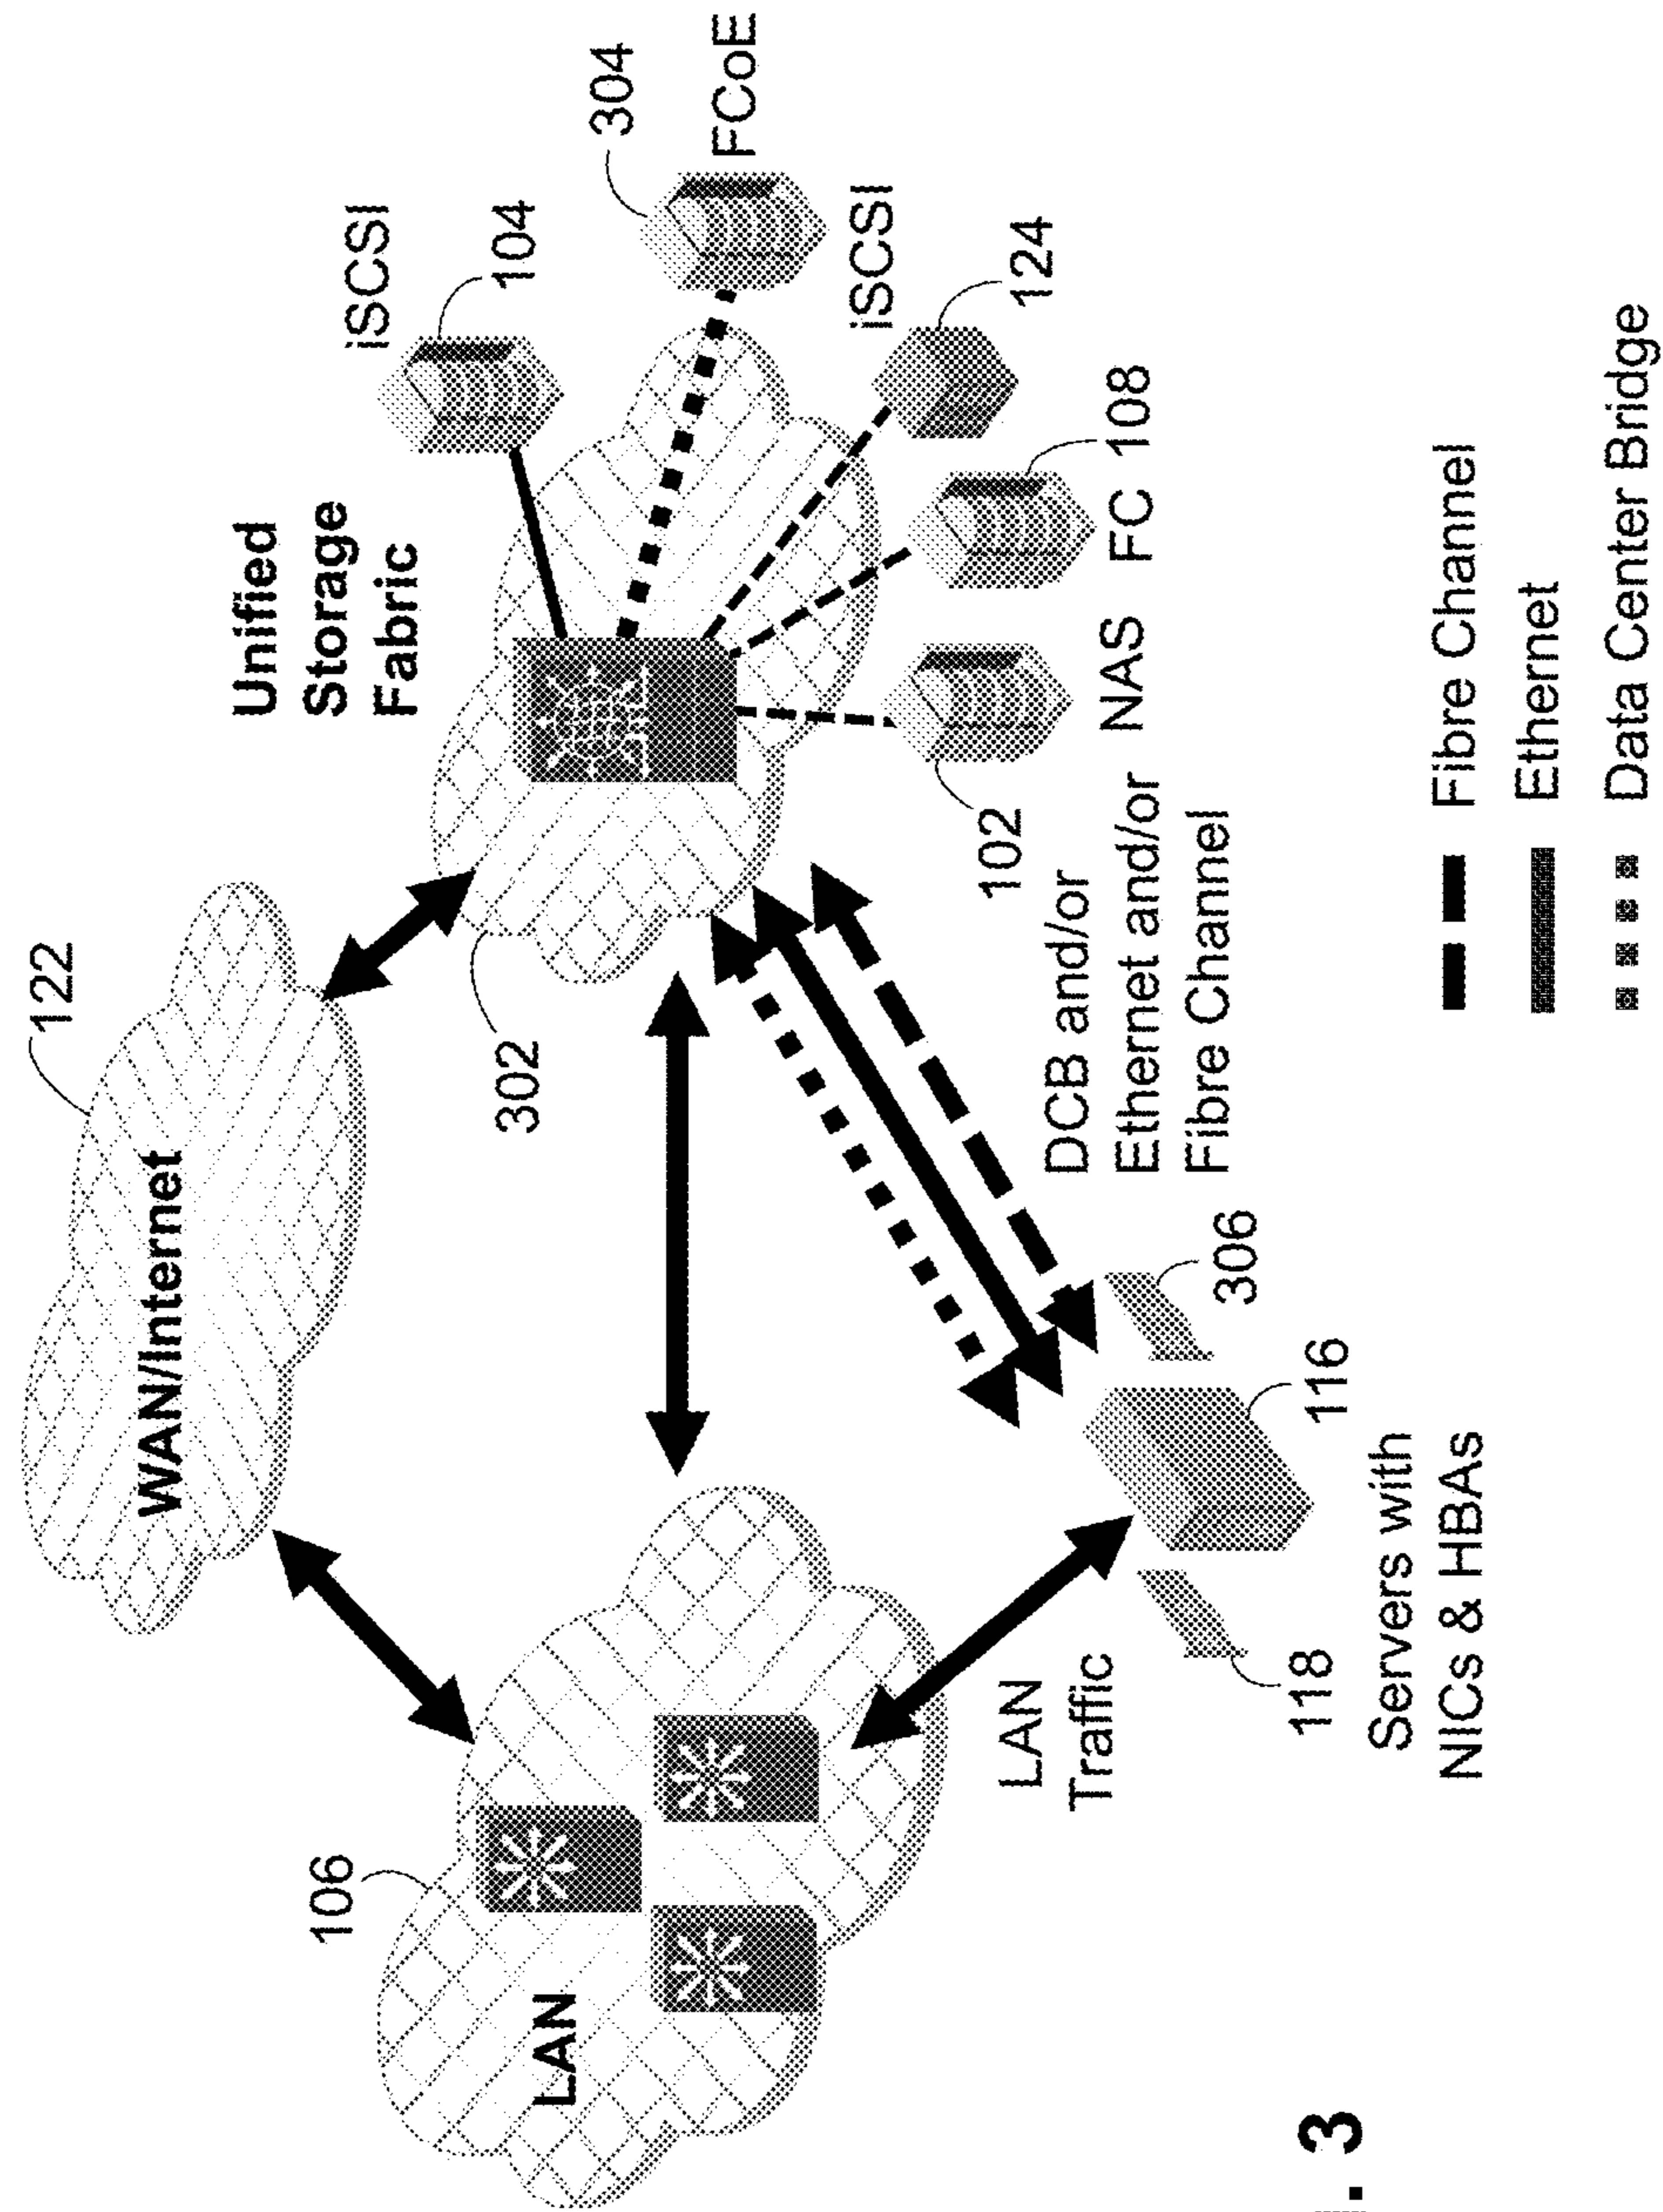 122
WAN/Internet
Unified
Storage
Fabric
iSCSI
104
304
FCoE
iSCSI
124
302
106
LAN
LAN
Traffic
118
116
306
Servers with
NICs & HBAs
DCB and/or
Ethernet and/or
Fibre Channel
102
NAS
FC
108
Fibre Channel
Ethernet
Data Center Bridge
. 3